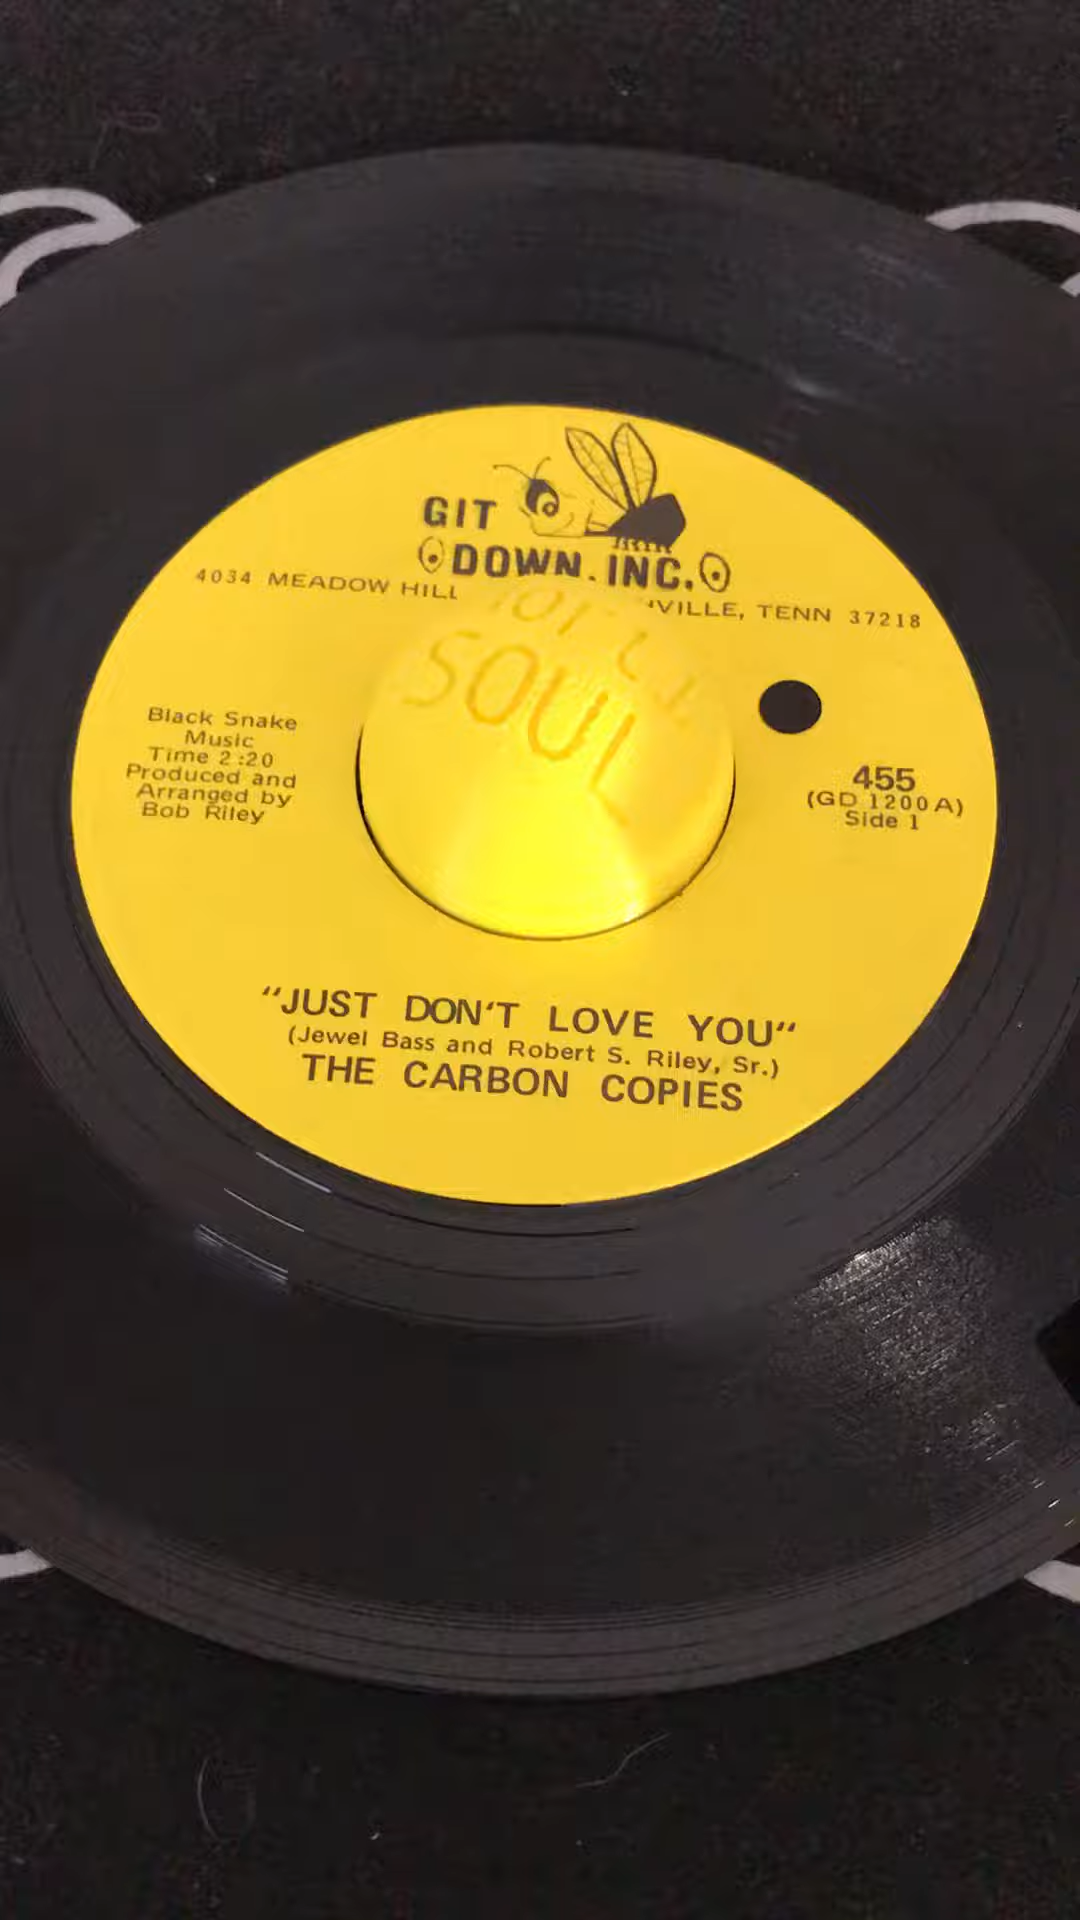 GIT
DOWN. INC.
4034 MEADOW HILL
TENN 37218
SOUL
Black Snake
Music
Time 2:20
Produced and
Arranged by
Bob Riley
455
(GD 1200 A)
Side 1
"JUST DON'T LOVE YOU"
(Jewel Bass and Robert S. Riley, Sr.)
THE CARBON COPIES